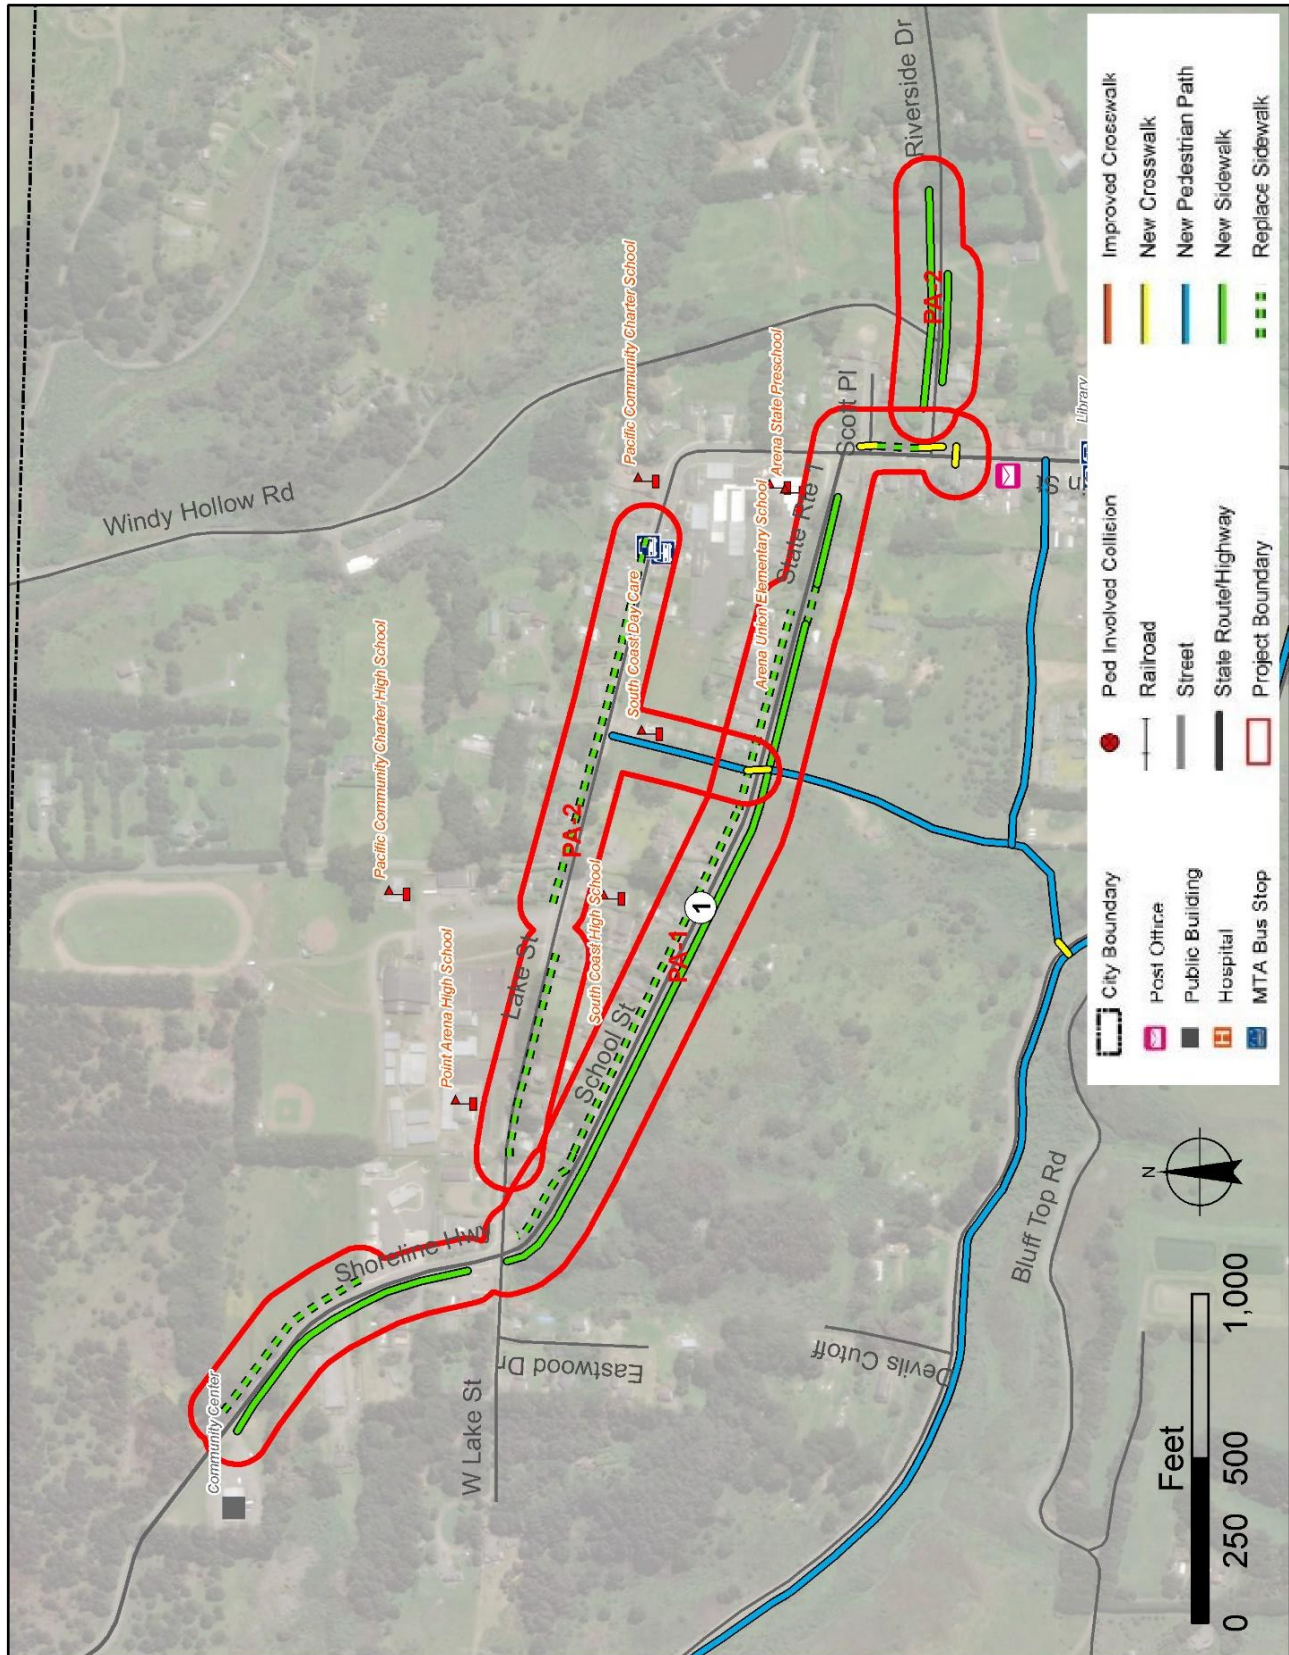 Riverside Dr
Windy Hollow Rd
Pacific Community Charter School
Scott Pl
Arena State Preschool
State Rte 1
PA-2
Library
Arena Union Elementary School
South Coast Day Care
Pacific Community Charter High School
PA-2
South Coast High School
1
PA-1
Lake St
School St
Point Arena High School
Shoreline Hwy
Community Center
W Lake St
Eastwood Dr
Devils Cutoff
Bluff Top Rd
N
Feet
0 250 500 1,000
City Boundary
Post Office
Public Building
H Hospital
MTA Bus Stop
Ped Involved Collision
Railroad
Street
State Route/Highway
Project Boundary
Improved Crosswalk
New Crosswalk
New Pedestrian Path
New Sidewalk
Replace Sidewalk